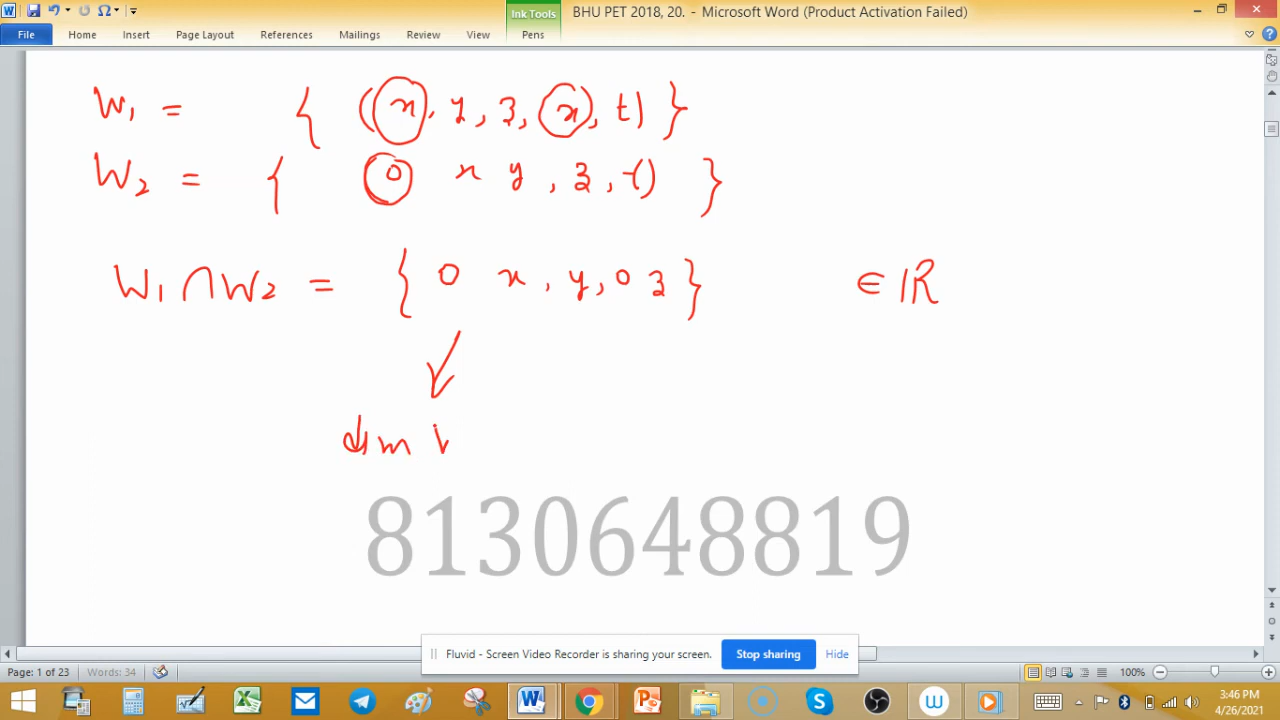 BHU PET 2018, 20. - Microsoft Word (Product Activation Failed)
Ink Tools
File Home Insert Page Layout References Mailings Review View Pens
W1 = { (x, y, z, x, t) }
W2 = { 0 x y, z, t) }
W1 ∩ W2 = { 0 x, y, 0 z } ∈ IR
dim
8130648819
Fluvid - Screen Video Recorder is sharing your screen. Stop sharing Hide
Page: 1 of 23 Words: 34 100%
3:46 PM
4/26/2021